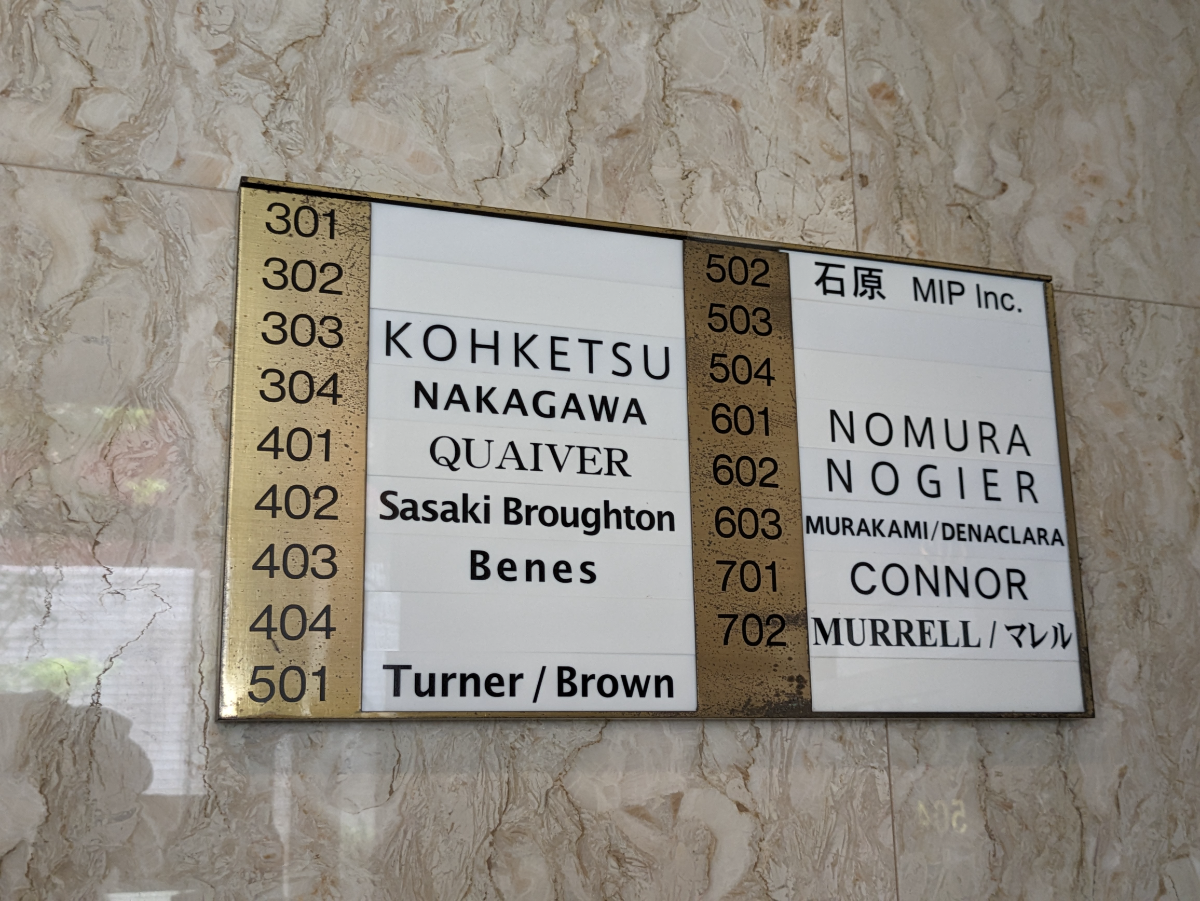 301
302
303 KOHKETSU
304 NAKAGAWA
401 QUAIVER
402 Sasaki Broughton
403 Benes
404
501 Turner / Brown
502 石原 MIP Inc.
503
504
601 NOMURA
602 NOGIER
603 MURAKAMI/DENACLARA
701 CONNOR
702 MURRELL / マレル